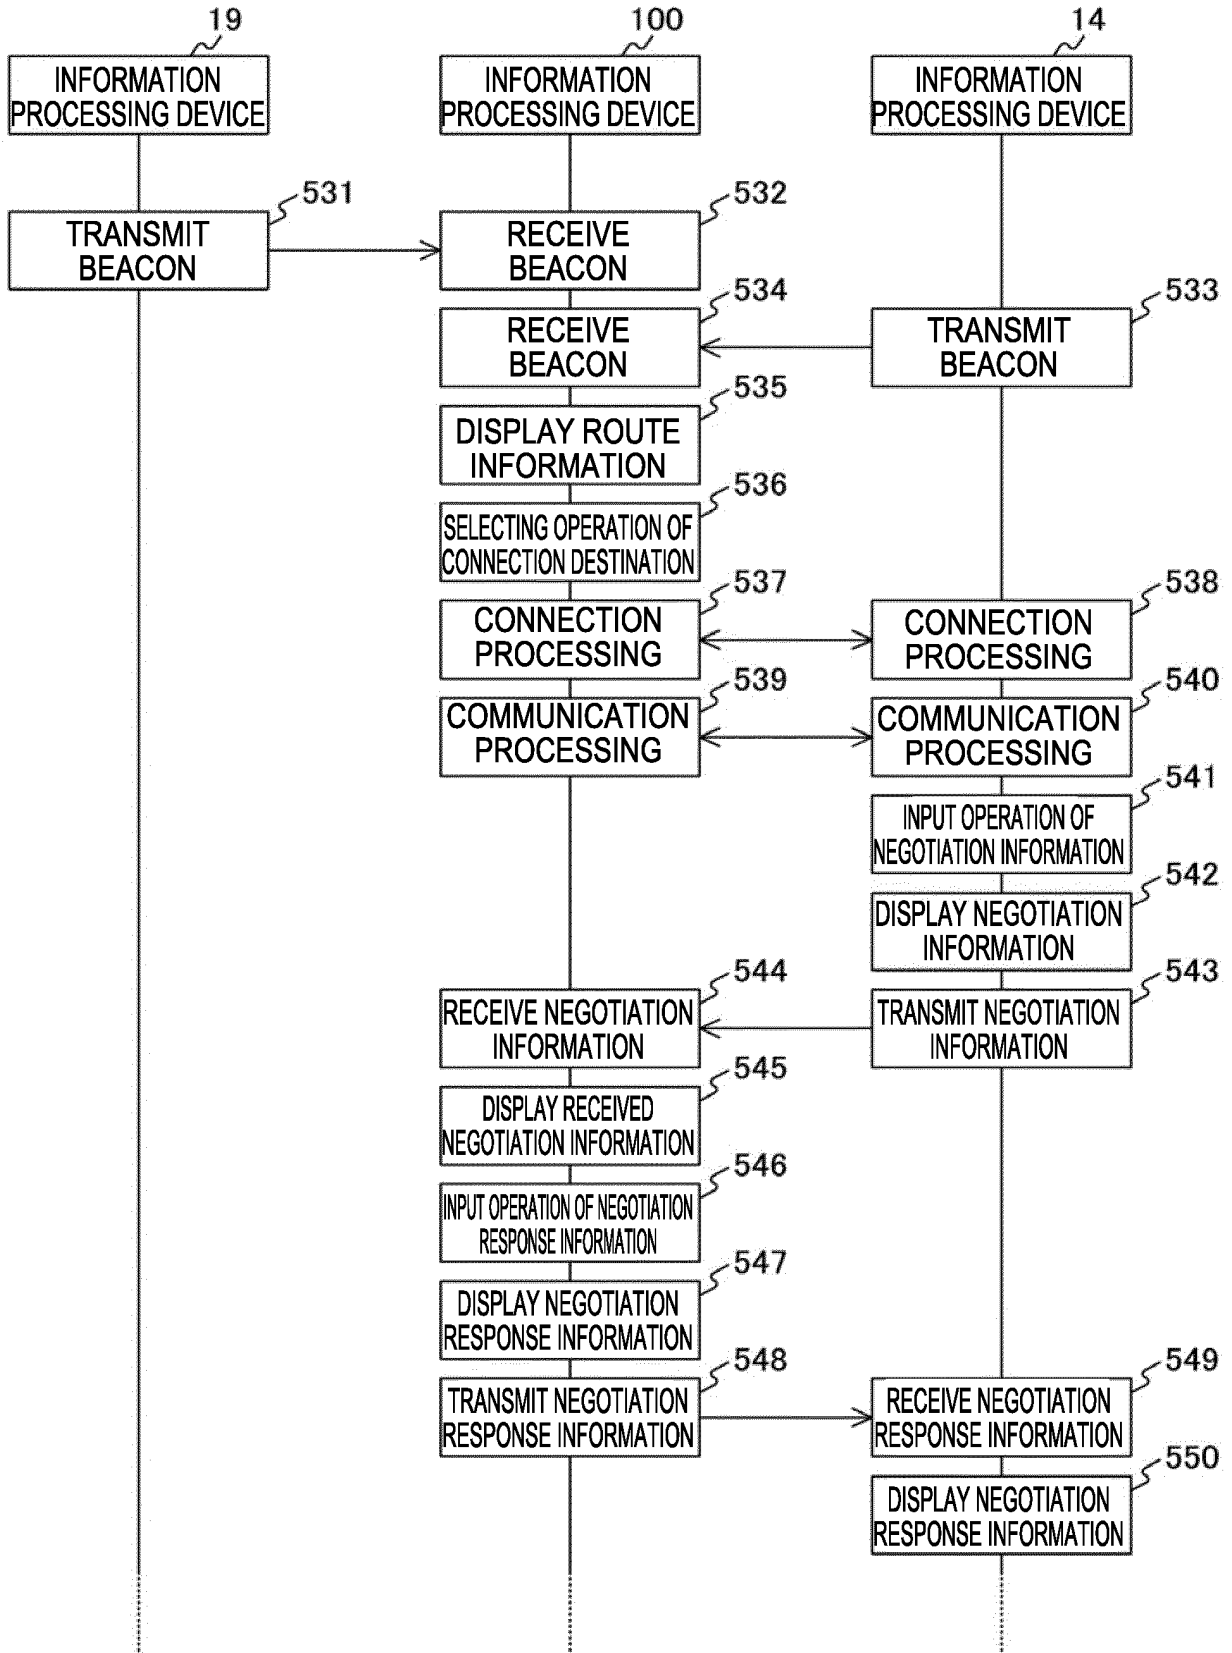 19
100
14
INFORMATION
PROCESSING DEVICE
INFORMATION
PROCESSING DEVICE
INFORMATION
PROCESSING DEVICE
531
TRANSMIT
BEACON
532
RECEIVE
BEACON
534
RECEIVE
BEACON
533
TRANSMIT
BEACON
535
DISPLAY ROUTE
INFORMATION
536
SELECTING OPERATION OF
CONNECTION DESTINATION
537
CONNECTION
PROCESSING
538
CONNECTION
PROCESSING
539
COMMUNICATION
PROCESSING
540
COMMUNICATION
PROCESSING
541
INPUT OPERATION OF
NEGOTIATION INFORMATION
542
DISPLAY NEGOTIATION
INFORMATION
544
RECEIVE NEGOTIATION
INFORMATION
543
TRANSMIT NEGOTIATION
INFORMATION
545
DISPLAY RECEIVED
NEGOTIATION INFORMATION
546
INPUT OPERATION OF NEGOTIATION
RESPONSE INFORMATION
547
DISPLAY NEGOTIATION
RESPONSE INFORMATION
548
TRANSMIT NEGOTIATION
RESPONSE INFORMATION
549
RECEIVE NEGOTIATION
RESPONSE INFORMATION
550
DISPLAY NEGOTIATION
RESPONSE INFORMATION